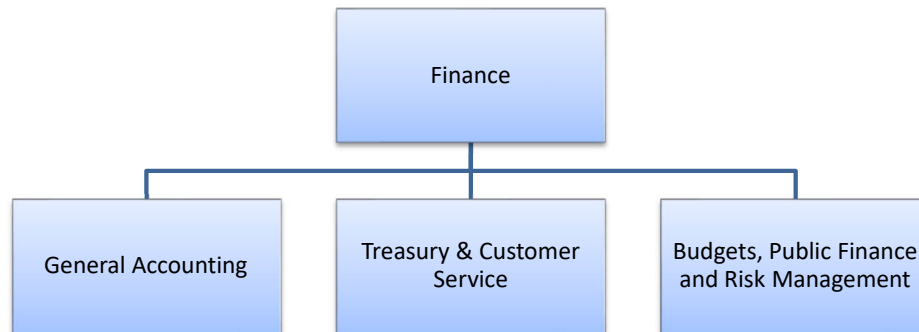 Finance
General Accounting
Treasury & Customer
Service
Budgets, Public Finance
and Risk Management